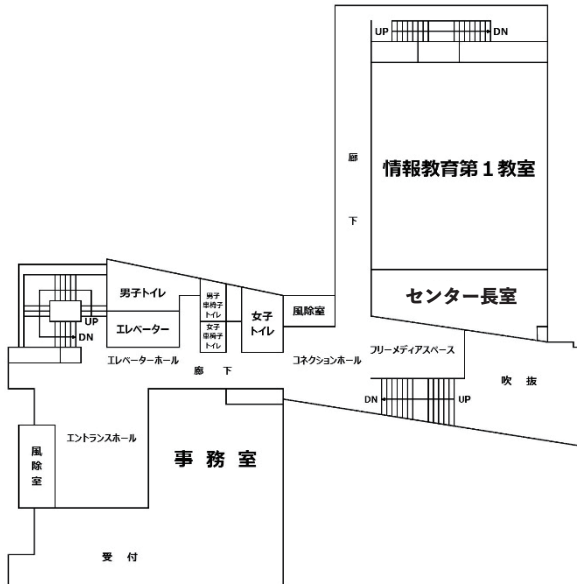 UP
DN
廊
下
情報教育第１教室
センター長室
男子トイレ
男子
車椅子
トイレ
女子
車椅子
トイレ
女子
トイレ
風除室
エレベーター
UP
DN
エレベーターホール
廊 下
コネクションホール
フリーメディアスペース
吹 抜
DN
UP
エントランスホール
風
除
室
事 務 室
受 付